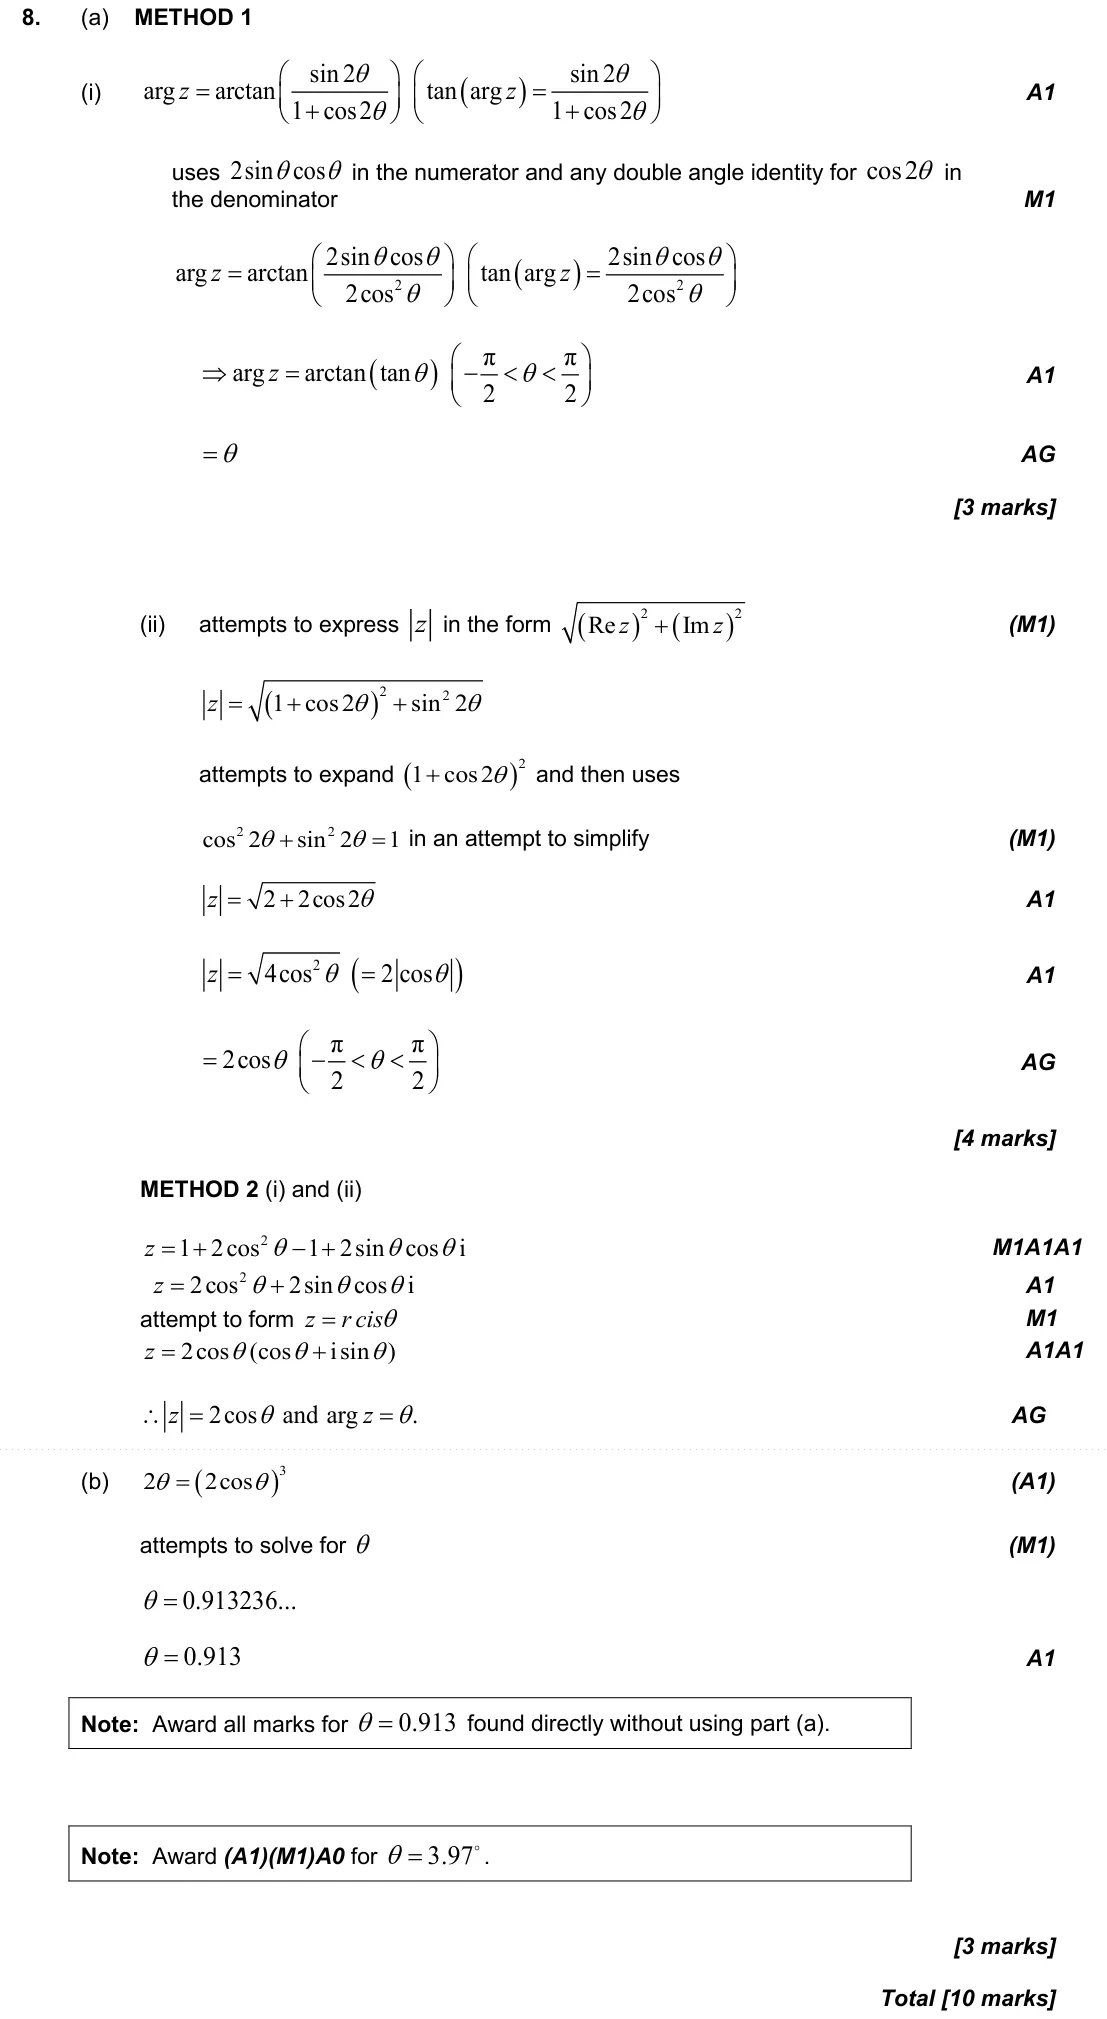 8. (a) METHOD 1
(i) arg z = arctan(sin 2θ / (1 + cos 2θ)) (tan(arg z) = sin 2θ / (1 + cos 2θ)) A1
uses 2sin θ cos θ in the numerator and any double angle identity for cos 2θ in
the denominator M1
arg z = arctan(2sin θ cos θ / 2cos² θ) (tan(arg z) = 2sin θ cos θ / 2cos² θ)
⇒ arg z = arctan(tan θ) (−π/2 < θ < π/2) A1
= θ AG
[3 marks]
(ii) attempts to express |z| in the form √((Re z)² + (Im z)²) (M1)
|z| = √((1 + cos 2θ)² + sin² 2θ)
attempts to expand (1 + cos 2θ)² and then uses
cos² 2θ + sin² 2θ = 1 in an attempt to simplify (M1)
|z| = √(2 + 2cos 2θ) A1
|z| = √(4cos² θ) (= 2|cos θ|) A1
= 2cos θ (−π/2 < θ < π/2) AG
[4 marks]
METHOD 2 (i) and (ii)
z = 1 + 2cos² θ − 1 + 2sin θ cos θ i M1A1A1
z = 2cos² θ + 2sin θ cos θ i A1
attempt to form z = r cisθ M1
z = 2cos θ (cos θ + i sin θ) A1A1
∴ |z| = 2cos θ and arg z = θ. AG
(b) 2θ = (2cos θ)³ (A1)
attempts to solve for θ (M1)
θ = 0.913236...
θ = 0.913 A1
Note: Award all marks for θ = 0.913 found directly without using part (a).
Note: Award (A1)(M1)A0 for θ = 3.97°.
[3 marks]
Total [10 marks]